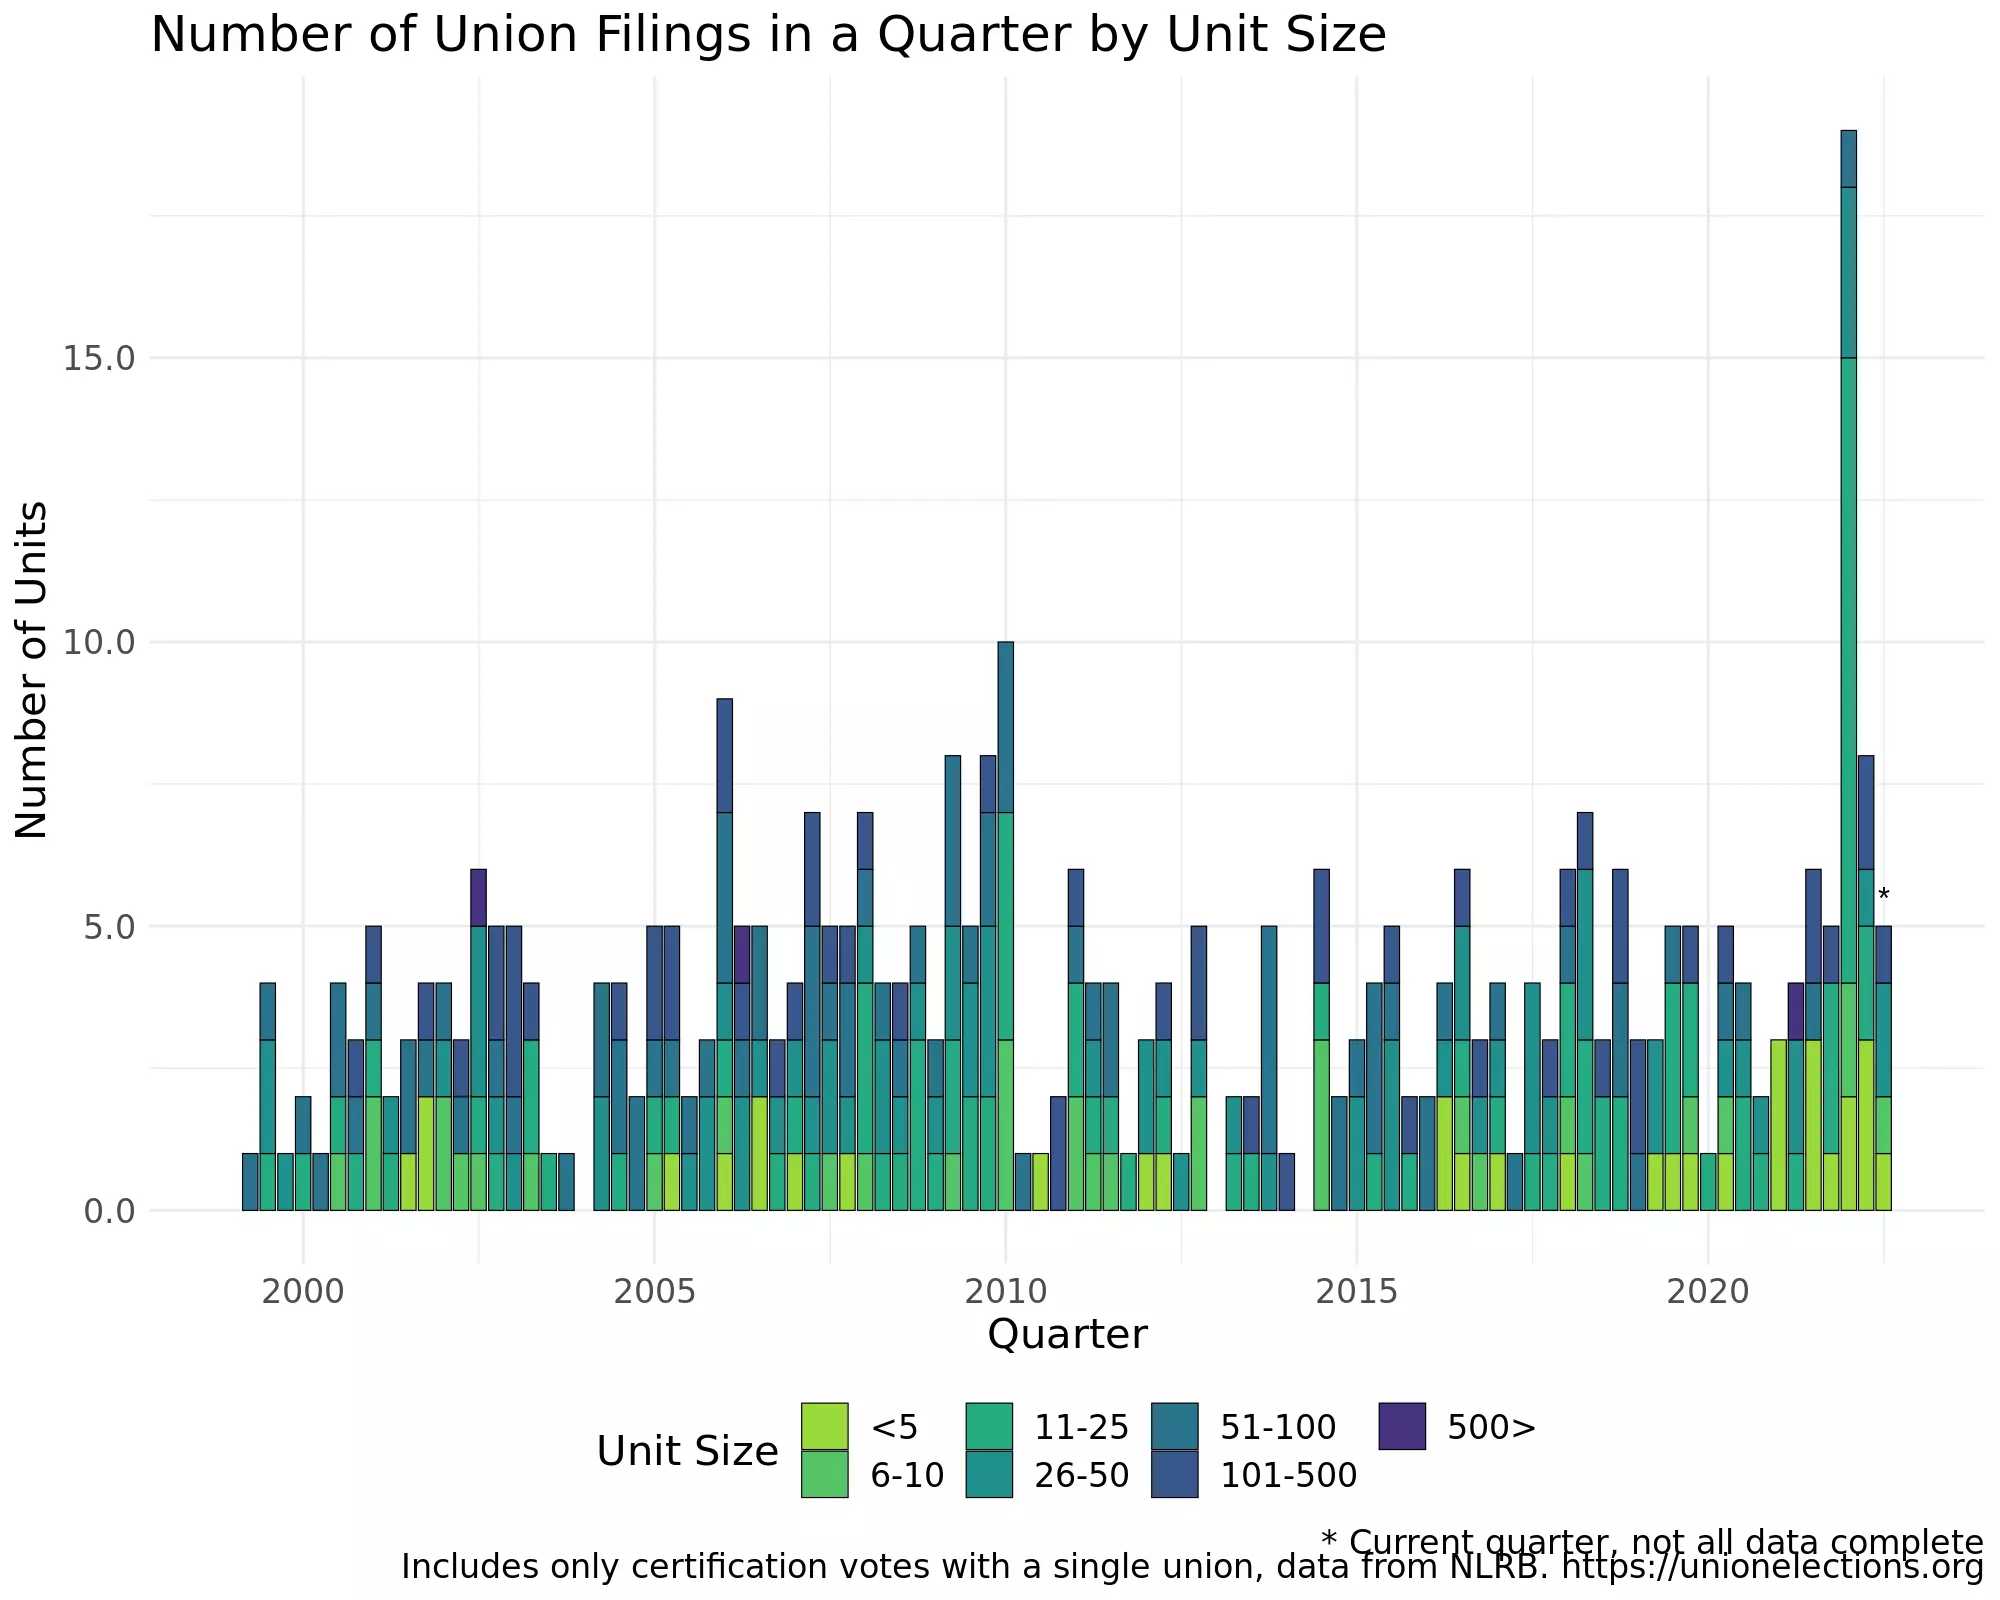 Number of Union Filings in a Quarter by Unit Size
Number of Units
15.0
10.0
5.0
0.0
*
2000 2005 2010 2015 2020
Quarter
Unit Size
<5 11-25 51-100 500>
6-10 26-50 101-500
* Current quarter, not all data complete
Includes only certification votes with a single union, data from NLRB. https://unionelections.org